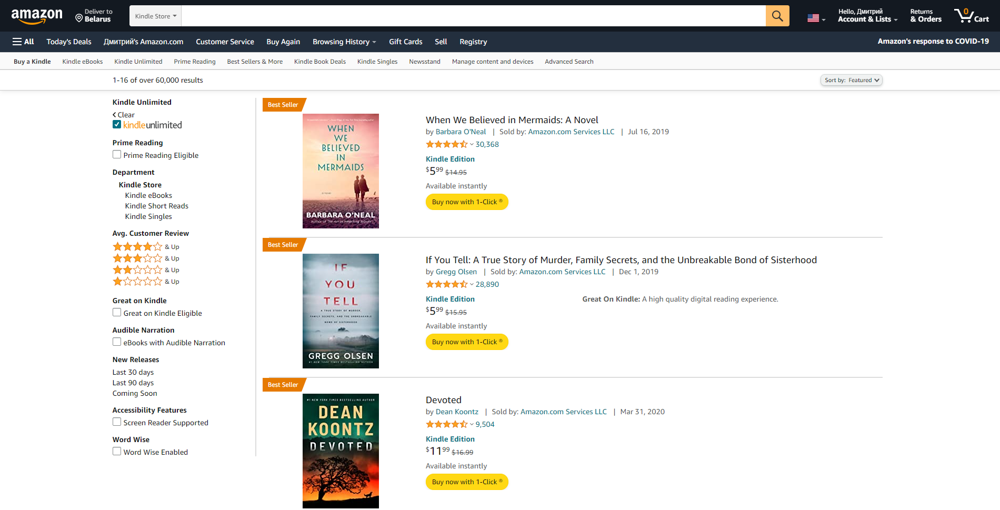 amazon
Deliver to
Belarus
Kindle Store
Hello, Дмитрий
Account & Lists
Returns
& Orders
0
Cart
All
Today's Deals
Дмитрий's Amazon.com
Customer Service
Buy Again
Browsing History
Gift Cards
Sell
Registry
Amazon's response to COVID-19
Buy a Kindle
Kindle eBooks
Kindle Unlimited
Prime Reading
Best Sellers & More
Kindle Book Deals
Kindle Singles
Newsstand
Manage content and devices
Advanced Search
1-16 of over 60,000 results
Sort by: Featured
Kindle Unlimited
Clear
kindleunlimited
Prime Reading
Prime Reading Eligible
Department
Kindle Store
Kindle eBooks
Kindle Short Reads
Kindle Singles
Avg. Customer Review
& Up
& Up
& Up
& Up
Great on Kindle
Great on Kindle Eligible
Audible Narration
eBooks with Audible Narration
New Releases
Last 30 days
Last 90 days
Coming Soon
Accessibility Features
Screen Reader Supported
Word Wise
Word Wise Enabled
Best Seller
WHEN
WE
BELIEVED
IN
MERMAIDS
A NOVEL
BARBARA O'NEAL
Author of The Art of Inheriting Secrets
When We Believed in Mermaids: A Novel
by Barbara O'Neal | Sold by: Amazon.com Services LLC | Jul 16, 2019
30,368
Kindle Edition
$599 $14.95
Available instantly
Buy now with 1-Click ®
Best Seller
IF
YOU
TELL
A TRUE STORY OF MURDER,
FAMILY SECRETS, AND THE UNBREAKABLE
BOND OF SISTERHOOD
GREGG OLSEN
#1 NEW YORK TIMES BESTSELLING AUTHOR
If You Tell: A True Story of Murder, Family Secrets, and the Unbreakable Bond of Sisterhood
by Gregg Olsen | Sold by: Amazon.com Services LLC | Dec 1, 2019
28,890
Kindle Edition
Great On Kindle: A high quality digital reading experience.
$599 $15.95
Available instantly
Buy now with 1-Click ®
Best Seller
#1 NEW YORK TIMES BESTSELLING AUTHOR
DEAN
KOONTZ
DEVOTED
Devoted
by Dean Koontz | Sold by: Amazon.com Services LLC | Mar 31, 2020
9,504
Kindle Edition
$1199 $16.99
Available instantly
Buy now with 1-Click ®